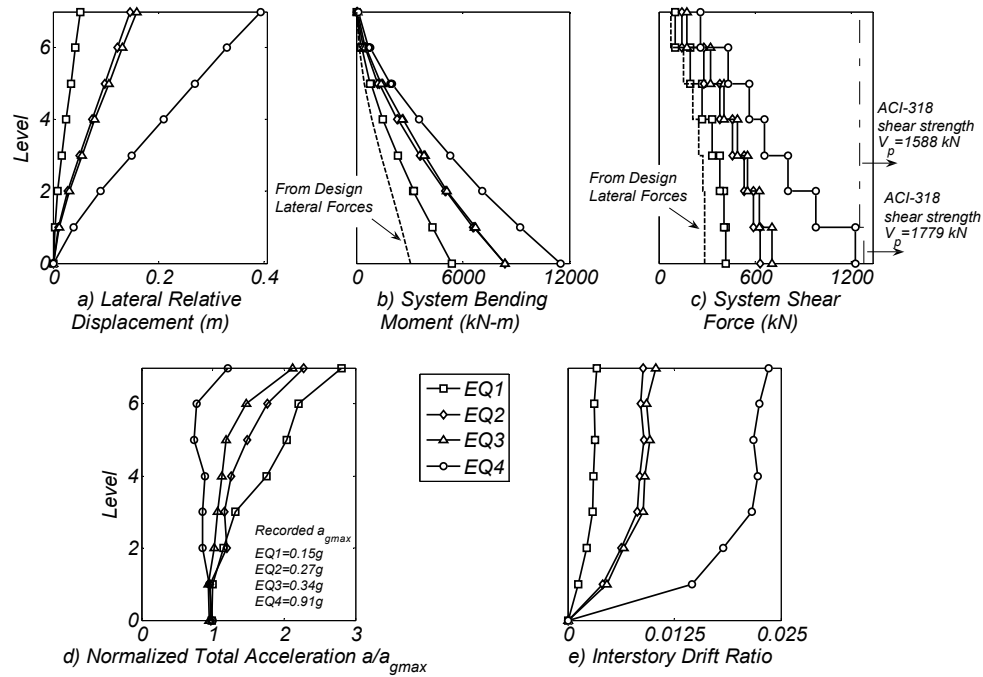 6
4
2
0
Level
0
0.2
0.4
a) Lateral Relative
Displacement (m)
From Design
Lateral Forces
0
6000
12000
b) System Bending
Moment (kN-m)
From Design
Lateral Forces
ACI-318
shear strength
Vp=1588 kN
ACI-318
shear strength
Vp=1779 kN
0
600
1200
c) System Shear
Force (kN)
6
4
2
0
Level
Recorded agmax
EQ1=0.15g
EQ2=0.27g
EQ3=0.34g
EQ4=0.91g
0
1
2
3
d) Normalized Total Acceleration a/agmax
EQ1
EQ2
EQ3
EQ4
0
0.0125
0.025
e) Interstory Drift Ratio